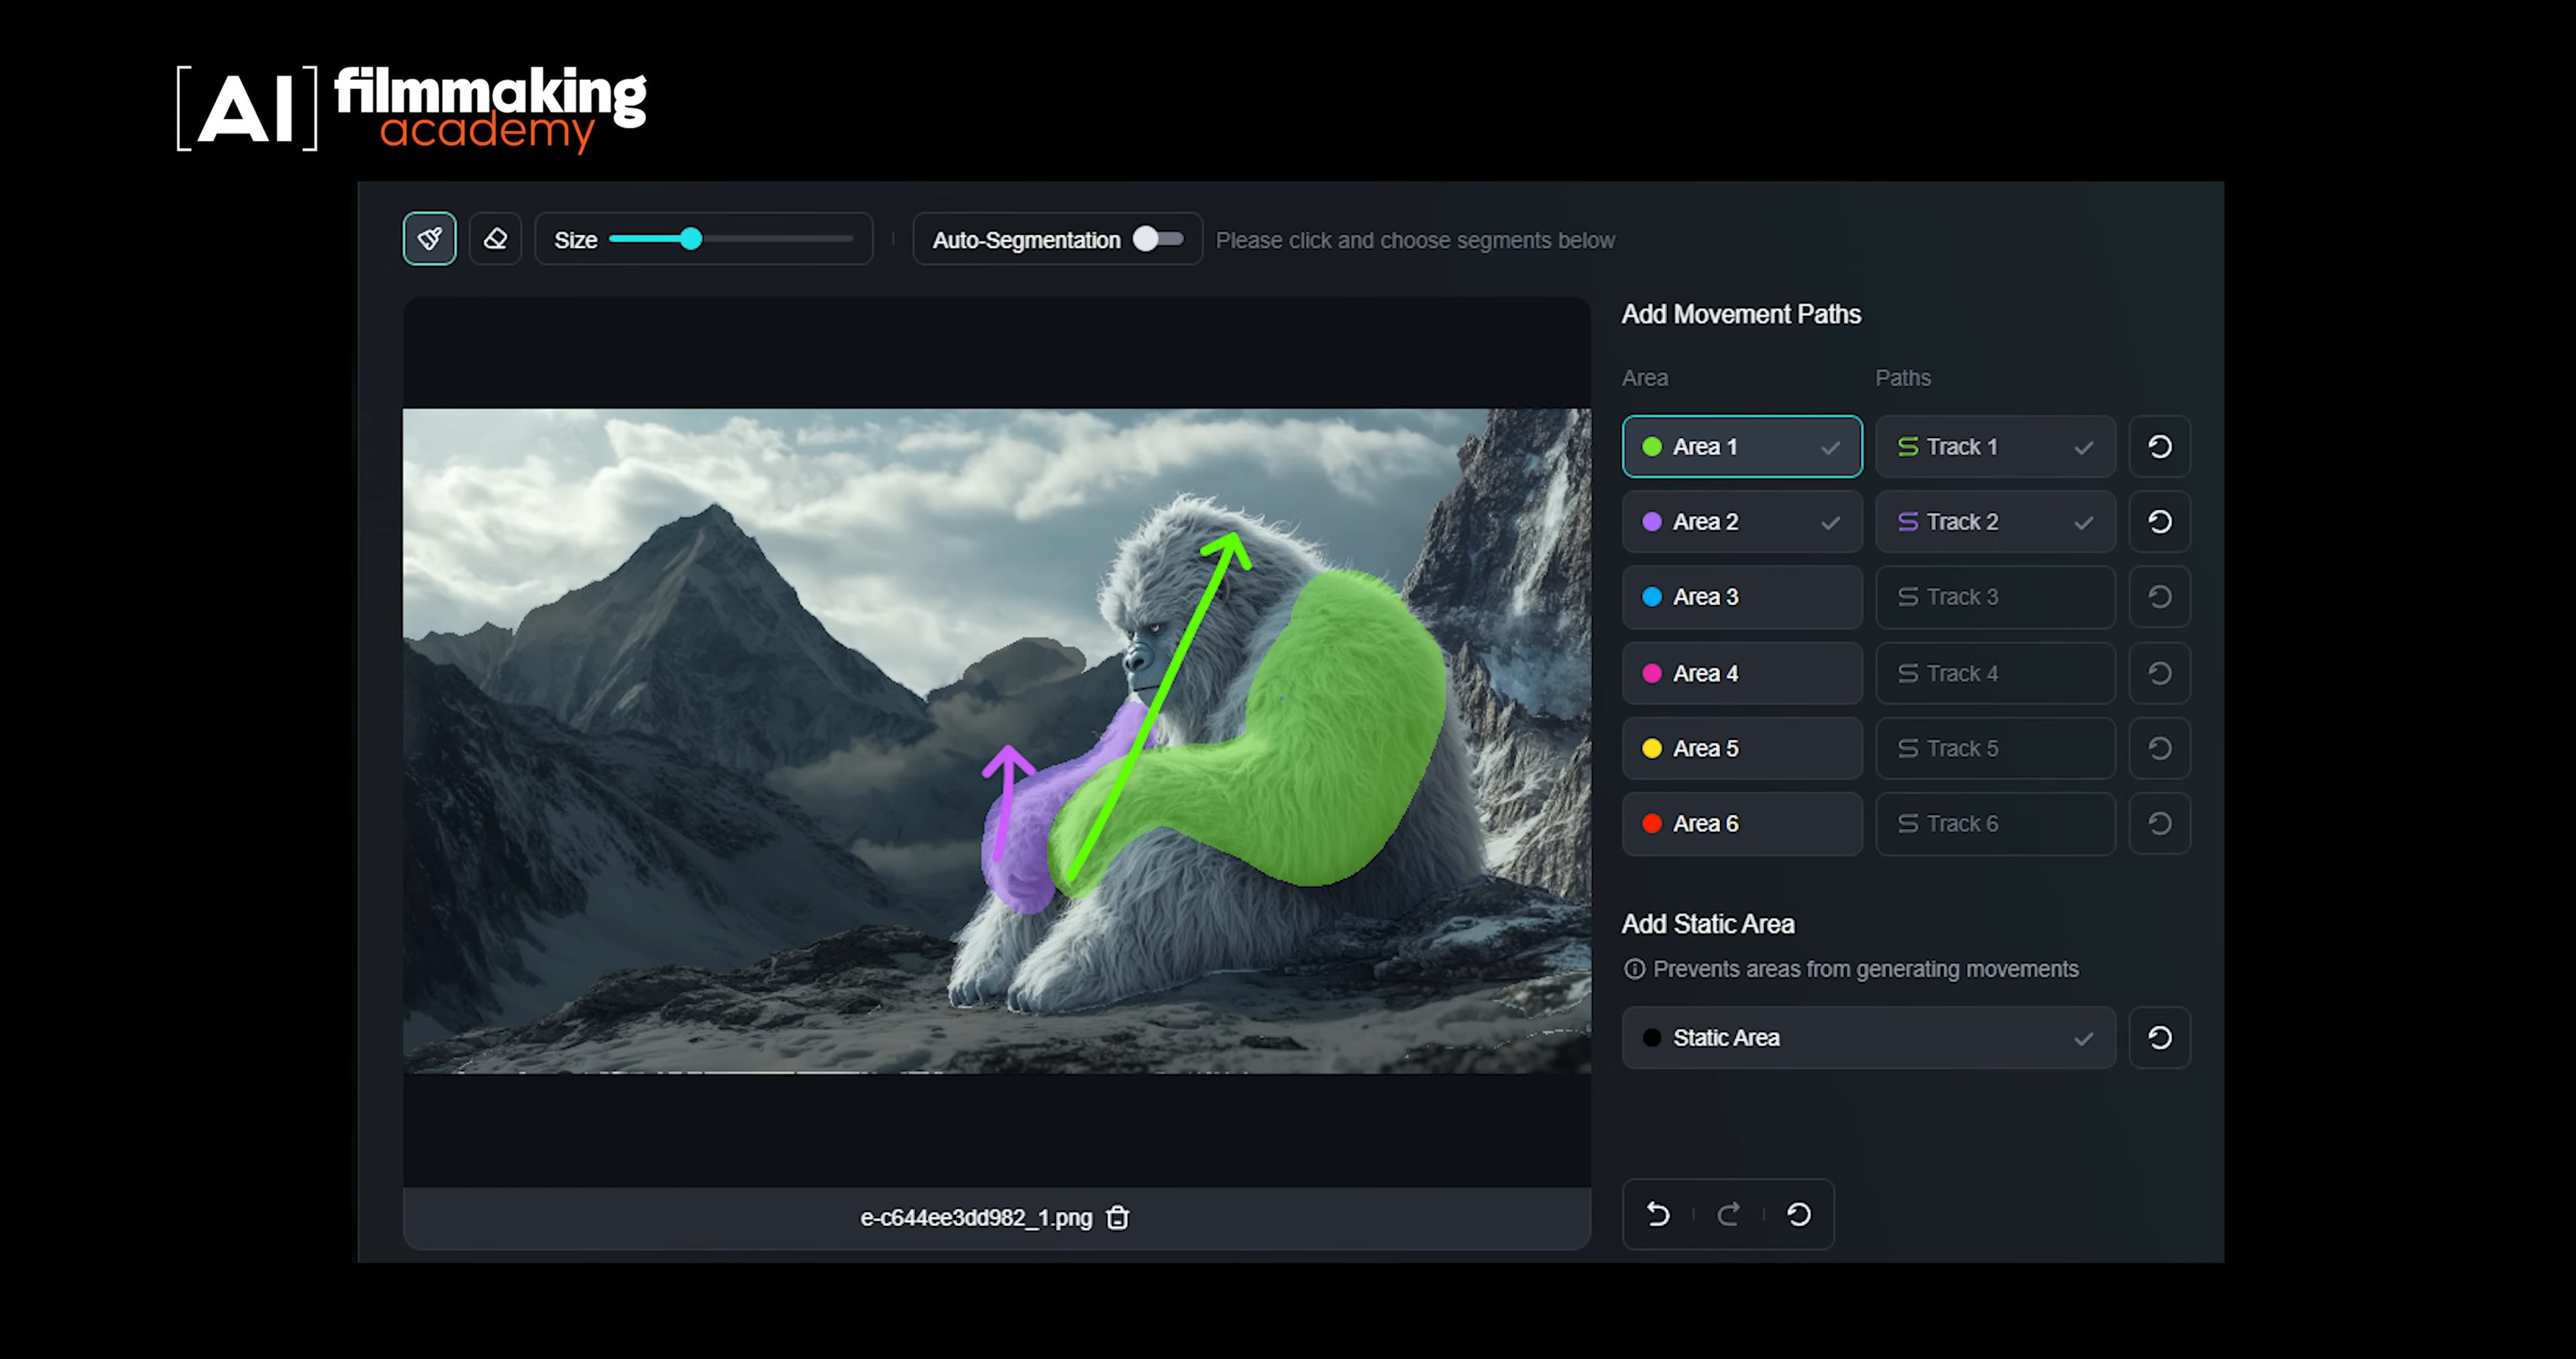 [AI] filmmaking
academy
Size
Auto-Segmentation
Please click and choose segments below
Add Movement Paths
Area
Paths
Area 1
Track 1
Area 2
Track 2
Area 3
Track 3
Area 4
Track 4
Area 5
Track 5
Area 6
Track 6
Add Static Area
Prevents areas from generating movements
Static Area
e-c644ee3dd982_1.png